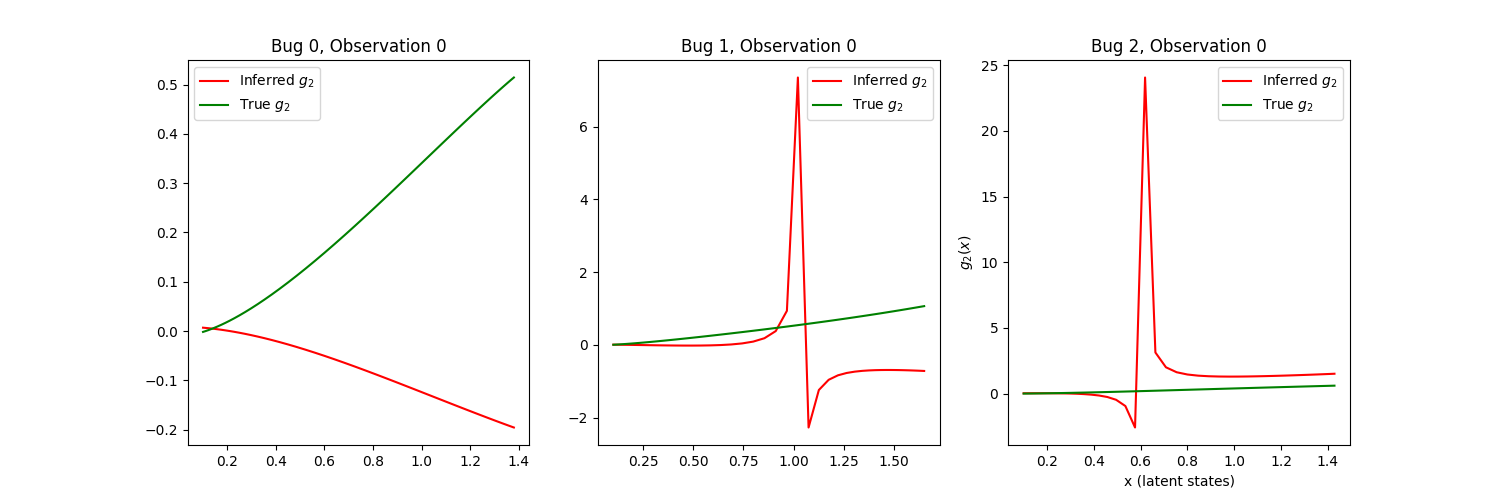 Bug 0, Observation 0
Inferred g₂
True g₂
0.5
0.4
0.3
0.2
0.1
0.0
−0.1
−0.2
0.2 0.4 0.6 0.8 1.0 1.2 1.4
Bug 1, Observation 0
Inferred g₂
True g₂
6
4
2
0
−2
0.25 0.50 0.75 1.00 1.25 1.50
Bug 2, Observation 0
Inferred g₂
True g₂
g₂(x)
25
20
15
10
5
0
0.2 0.4 0.6 0.8 1.0 1.2 1.4
x (latent states)